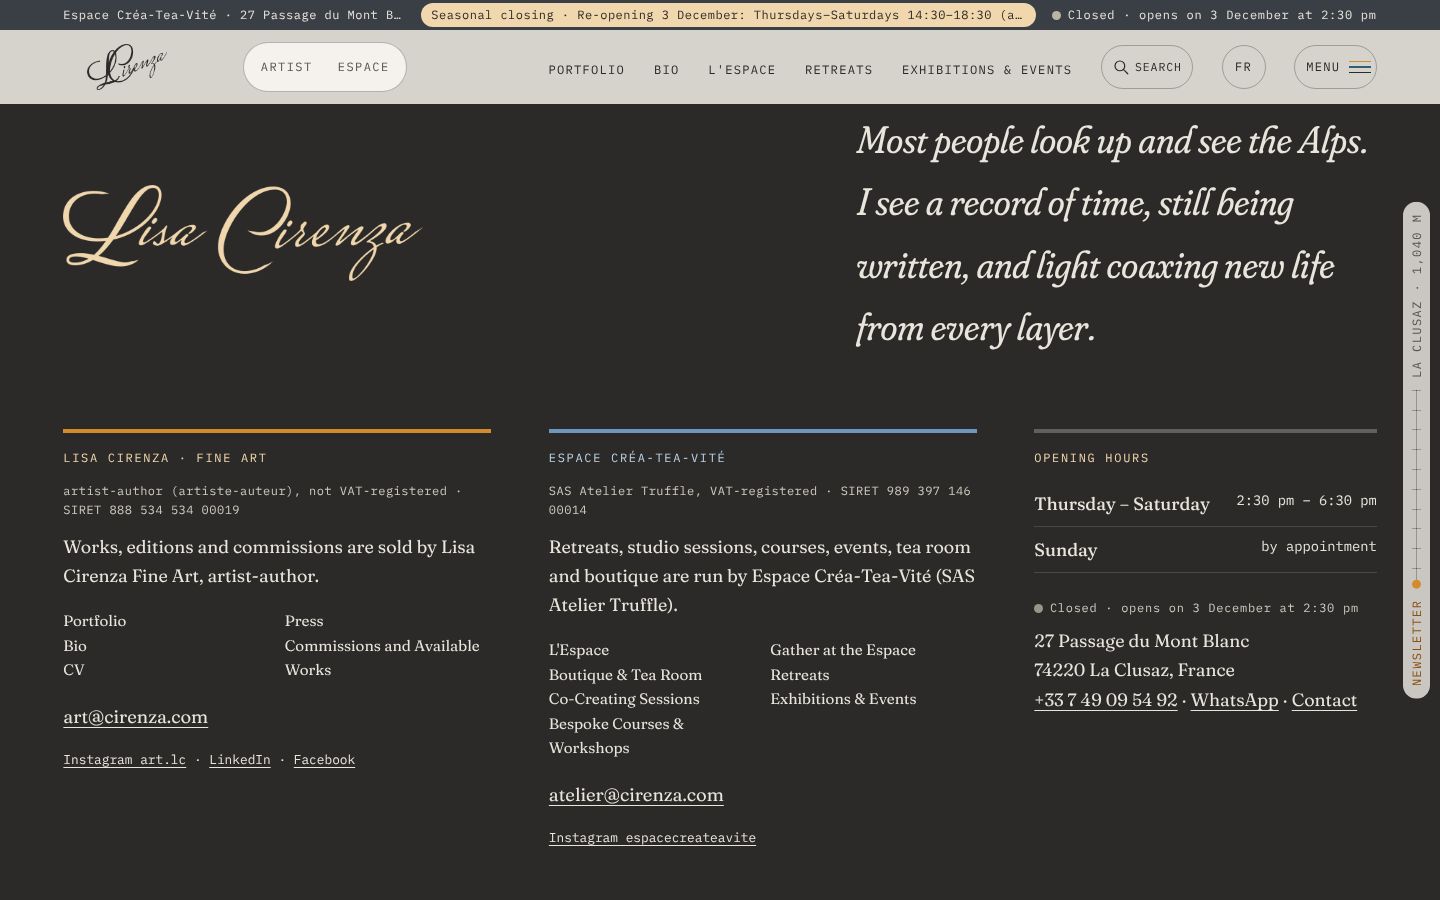 Espace Créa-Tea-Vité · 27 Passage du Mont B…
Seasonal closing · Re-opening 3 December: Thursdays–Saturdays 14:30–18:30 (a…
Closed · opens on 3 December at 2:30 pm
Cirenza
ARTIST
ESPACE
PORTFOLIO
BIO
L'ESPACE
RETREATS
EXHIBITIONS & EVENTS
SEARCH
FR
MENU
Lisa Cirenza
Most people look up and see the Alps.
I see a record of time, still being
written, and light coaxing new life
from every layer.
LA CLUSAZ · 1,040 M
NEWSLETTER
LISA CIRENZA · FINE ART
artist-author (artiste-auteur), not VAT-registered ·
SIRET 888 534 534 00019
Works, editions and commissions are sold by Lisa
Cirenza Fine Art, artist-author.
Portfolio
Bio
CV
Press
Commissions and Available
Works
art@cirenza.com
Instagram art.lc · LinkedIn · Facebook
ESPACE CRÉA-TEA-VITÉ
SAS Atelier Truffle, VAT-registered · SIRET 989 397 146
00014
Retreats, studio sessions, courses, events, tea room
and boutique are run by Espace Créa-Tea-Vité (SAS
Atelier Truffle).
L'Espace
Boutique & Tea Room
Co-Creating Sessions
Bespoke Courses &
Workshops
Gather at the Espace
Retreats
Exhibitions & Events
atelier@cirenza.com
Instagram espacecreateavite
OPENING HOURS
Thursday – Saturday 2:30 pm – 6:30 pm
Sunday by appointment
Closed · opens on 3 December at 2:30 pm
27 Passage du Mont Blanc
74220 La Clusaz, France
+33 7 49 09 54 92 · WhatsApp · Contact